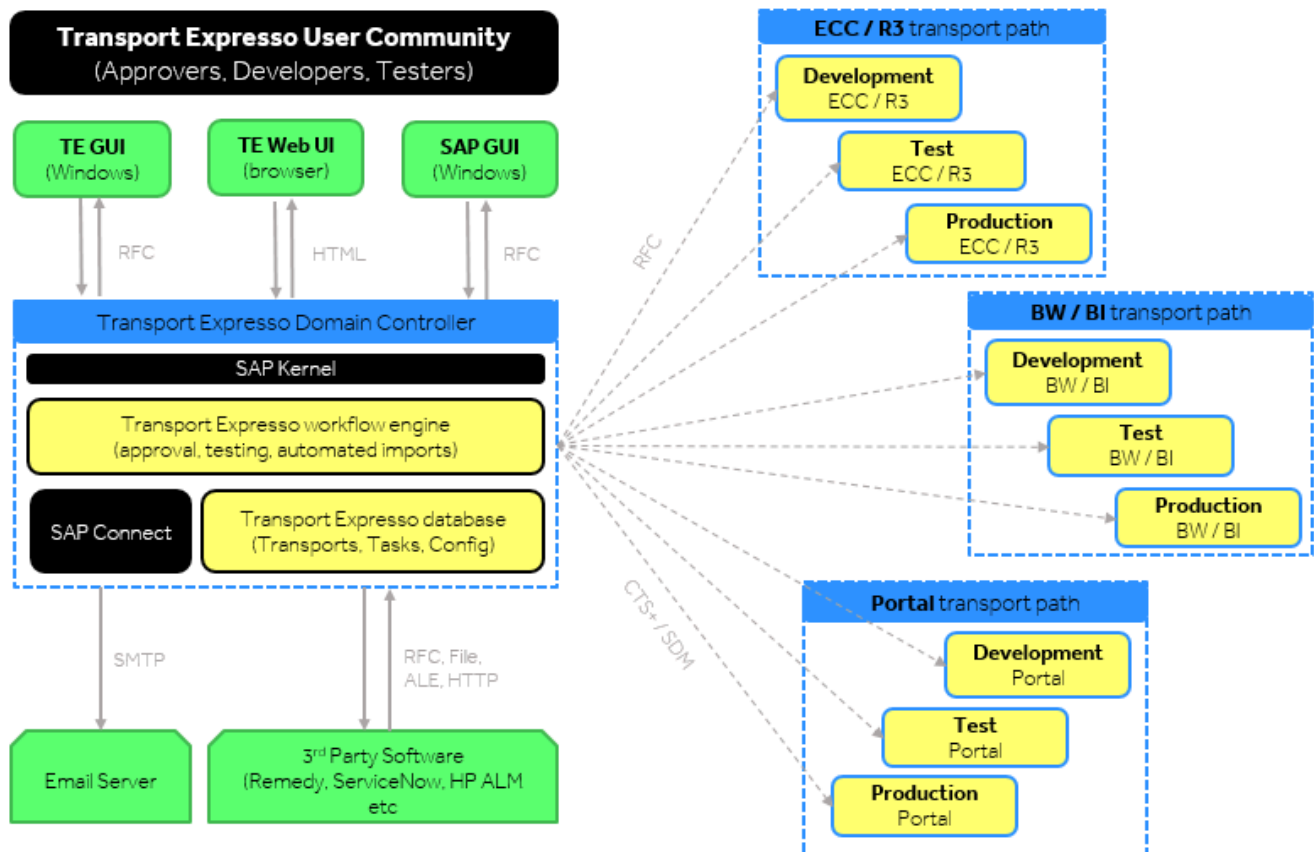 Transport Expresso User Community
(Approvers, Developers, Testers)
TE GUI
(Windows)
TE Web UI
(browser)
SAP GUI
(Windows)
RFC
HTML
RFC
Transport Expresso Domain Controller
SAP Kernel
Transport Expresso workflow engine
(approval, testing, automated imports)
SAP Connect
Transport Expresso database
(Transports, Tasks, Config)
SMTP
RFC, File,
ALE, HTTP
Email Server
3rd Party Software
(Remedy, ServiceNow, HP ALM
etc
RFC
CTS+ / SDM
ECC / R3 transport path
Development
ECC / R3
Test
ECC / R3
Production
ECC / R3
BW / BI transport path
Development
BW / BI
Test
BW / BI
Production
BW / BI
Portal transport path
Development
Portal
Test
Portal
Production
Portal